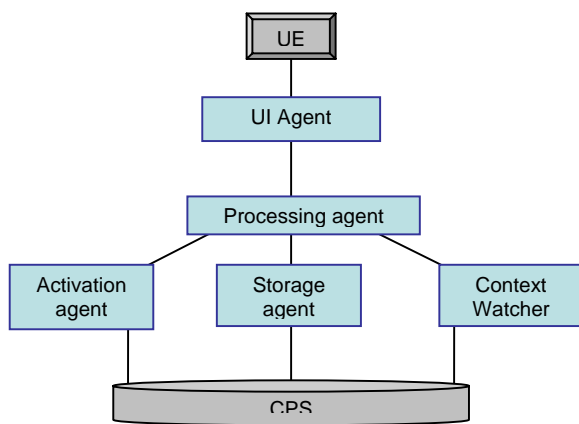 UE
UI Agent
Processing agent
Activation
agent
Storage
agent
Context
Watcher
CPS